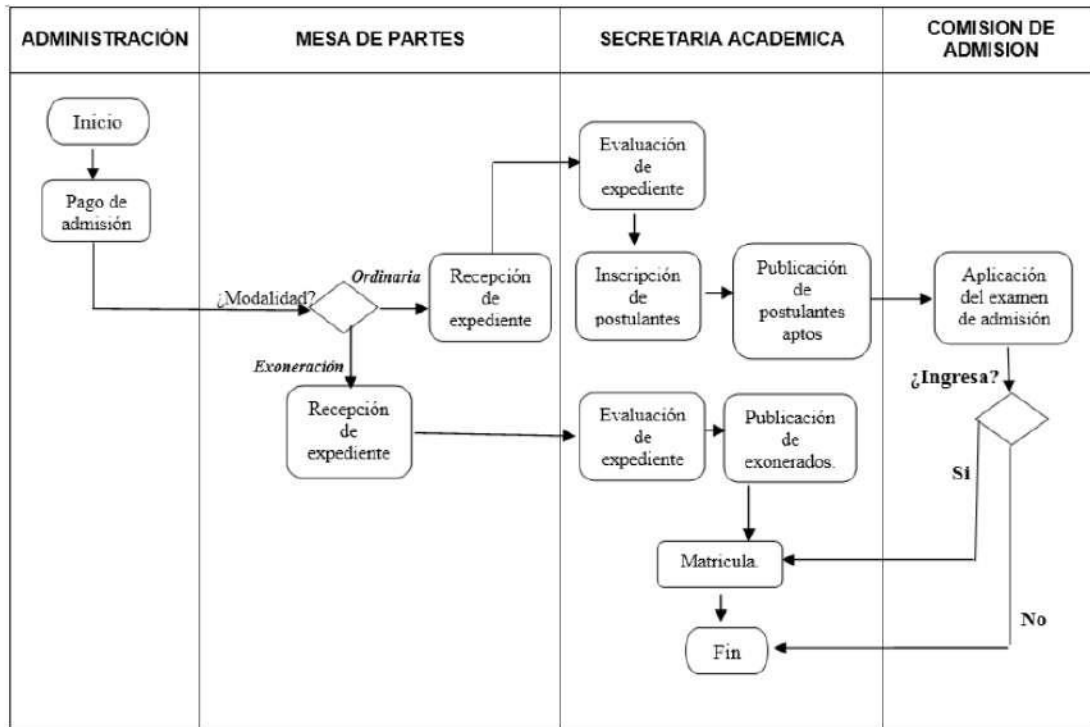 ADMINISTRACIÓN
MESA DE PARTES
SECRETARIA ACADEMICA
COMISION DE
ADMISION
Inicio
Pago de
admisión
¿Modalidad?
Ordinaria
Recepción
de
expediente
Exoneración
Recepción
de
expediente
Evaluación
de
expediente
Inscripción
de
postulantes
Publicación
de
postulantes
aptos
Aplicación
del examen
de admisión
¿Ingresa?
Evaluación
de
expediente
Publicación
de
exonerados.
Si
Matricula.
No
Fin